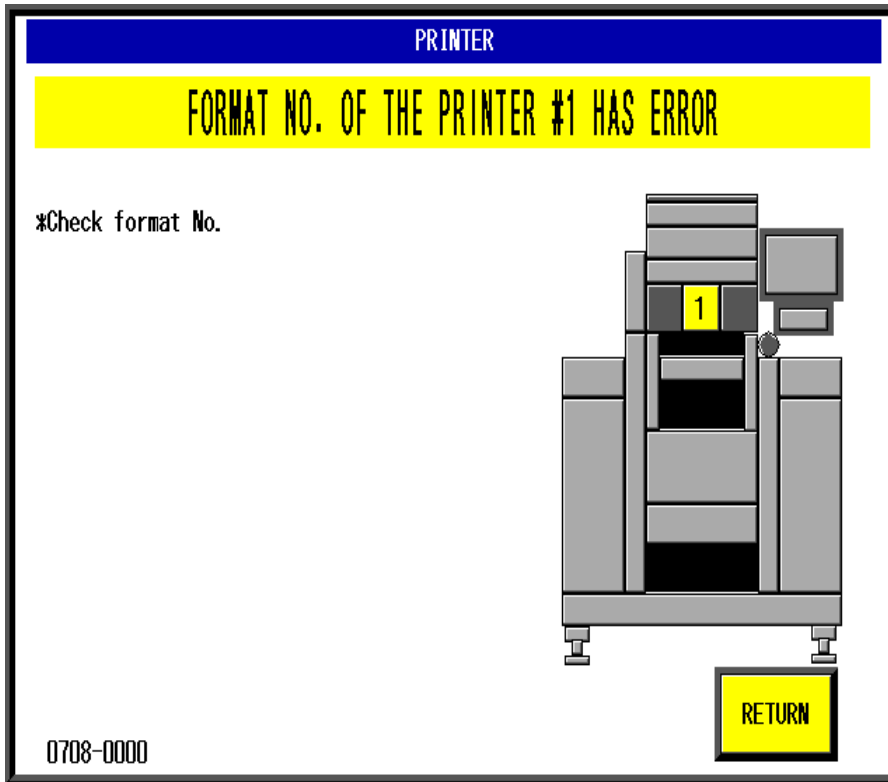 PRINTER
FORMAT NO. OF THE PRINTER #1 HAS ERROR
*Check format No.
1
RETURN
0708-0000